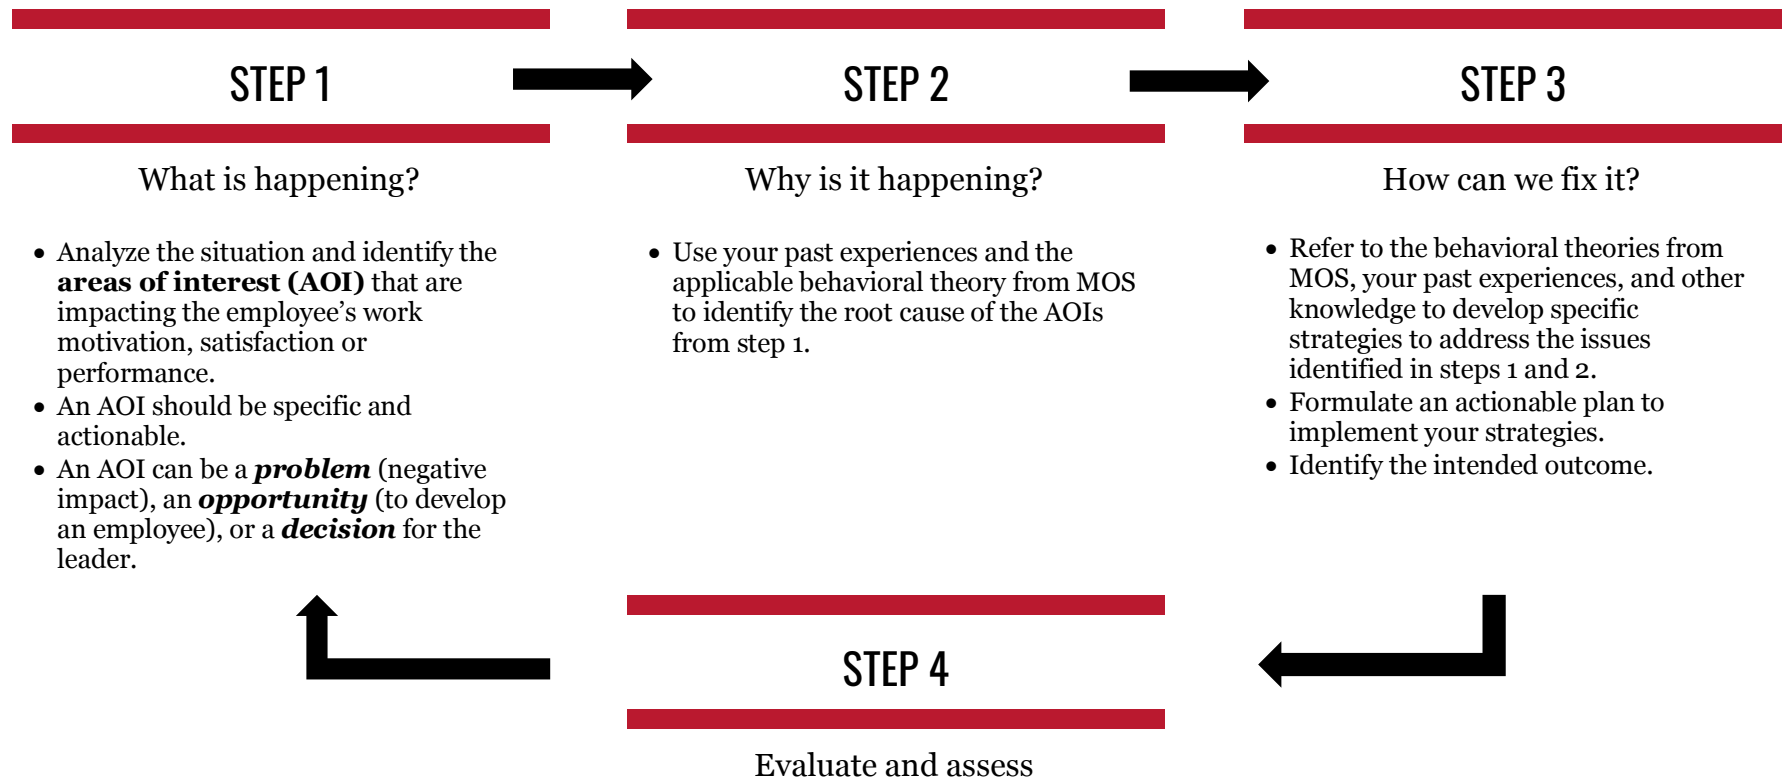 STEP 1
What is happening?
• Analyze the situation and identify the
areas of interest (AOI) that are
impacting the employee's work
motivation, satisfaction or
performance.
• An AOI should be specific and
actionable.
• An AOI can be a problem (negative
impact), an opportunity (to develop
an employee), or a decision for the
leader.
STEP 2
Why is it happening?
• Use your past experiences and the
applicable behavioral theory from MOS
to identify the root cause of the AOIs
from step 1.
STEP 3
How can we fix it?
• Refer to the behavioral theories from
MOS, your past experiences, and other
knowledge to develop specific
strategies to address the issues
identified in steps 1 and 2.
• Formulate an actionable plan to
implement your strategies.
• Identify the intended outcome.
STEP 4
Evaluate and assess